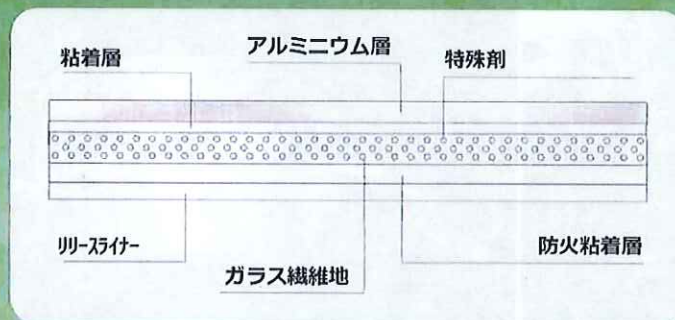 粘着層
アルミニウム層
特殊剤
リリースライナー
ガラス繊維地
防火粘着層